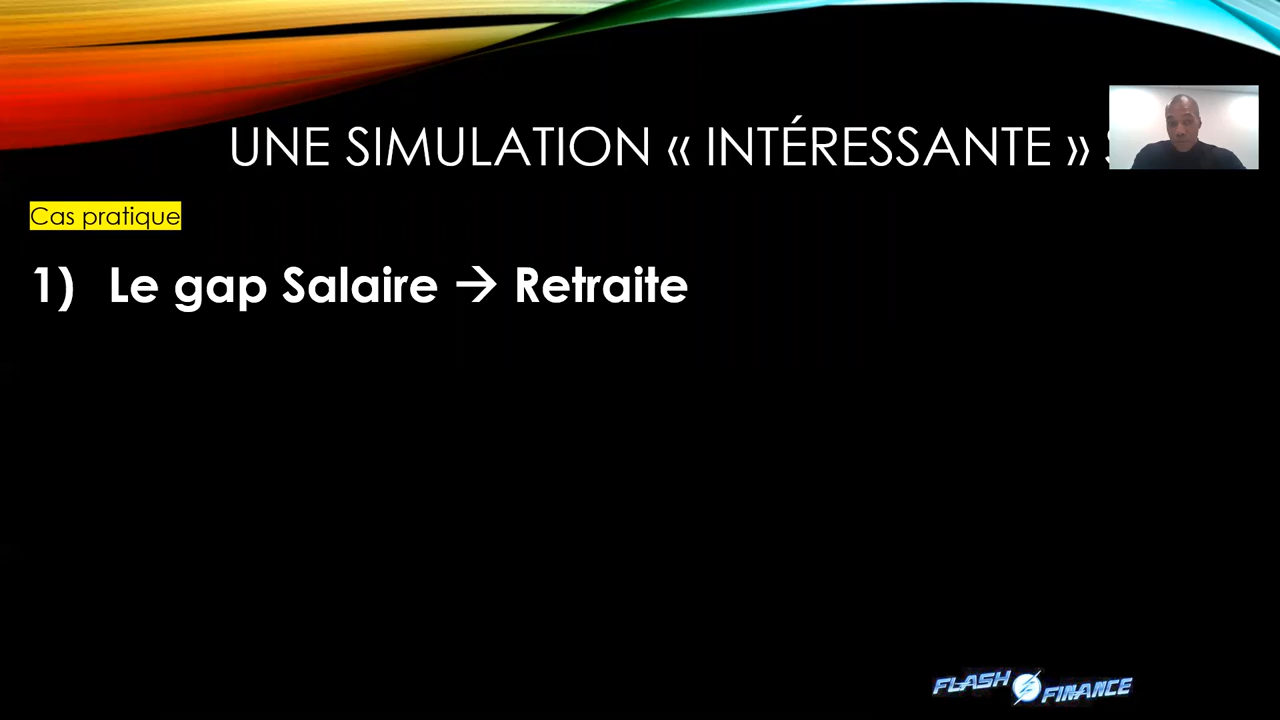 UNE SIMULATION « INTÉRESSANTE »
Cas pratique
1) Le gap Salaire → Retraite
FLASH FINANCE